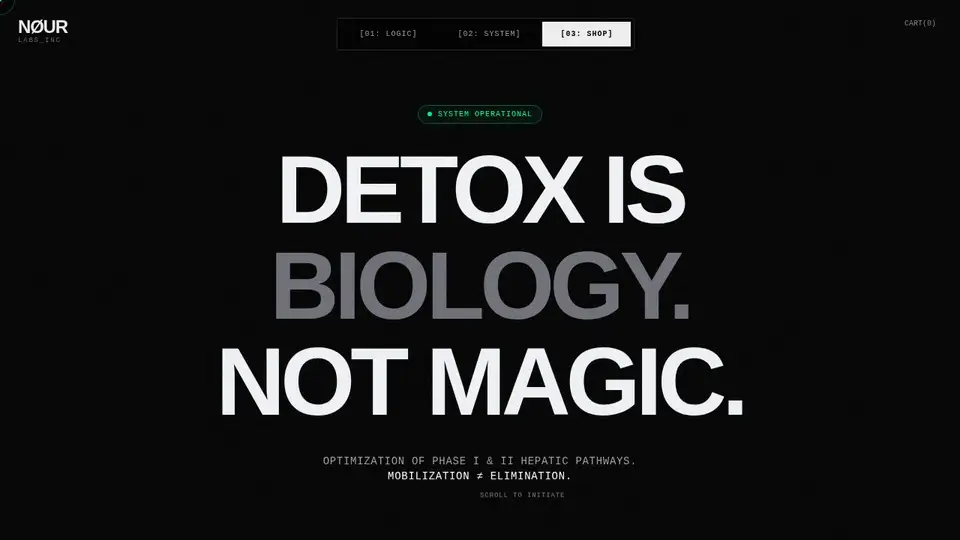 NØUR
LABS_INC
[01: LOGIC]
[02: SYSTEM]
[03: SHOP]
CART(0)
SYSTEM OPERATIONAL
DETOX IS
BIOLOGY.
NOT MAGIC.
OPTIMIZATION OF PHASE I & II HEPATIC PATHWAYS.
MOBILIZATION ≠ ELIMINATION.
SCROLL TO INITIATE